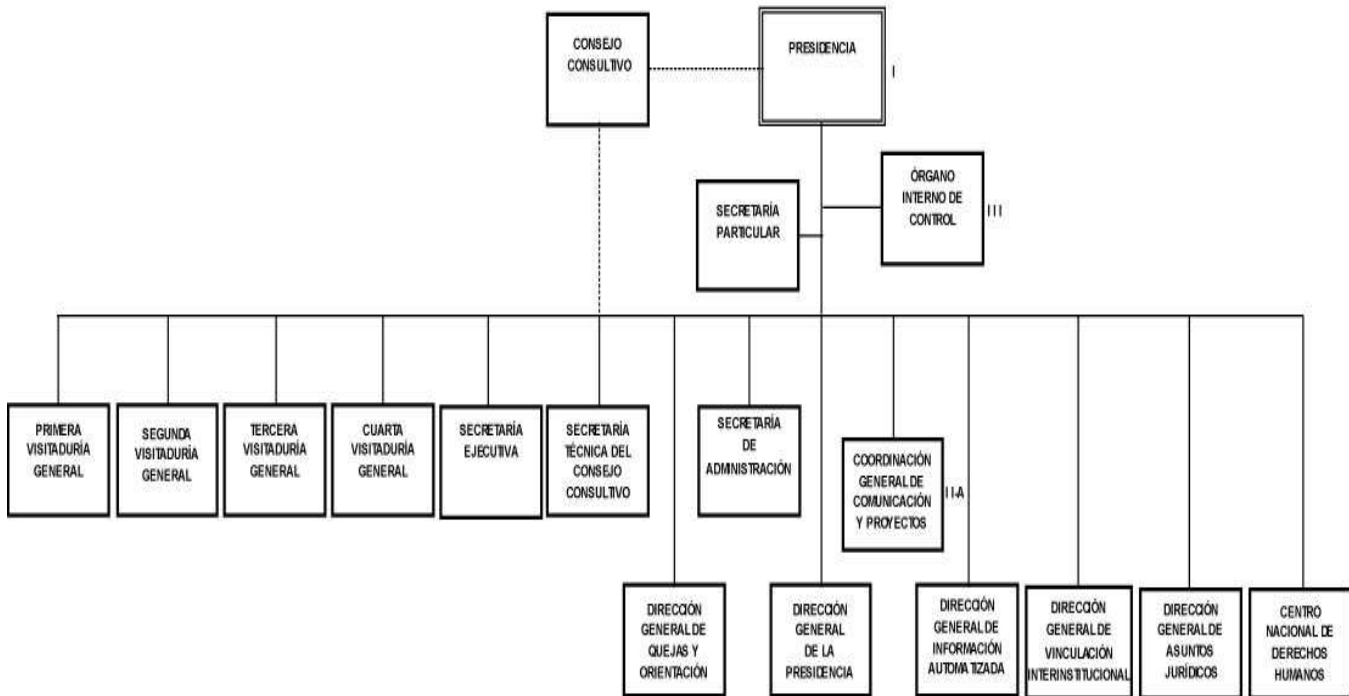 CONSEJO
CONSULTIVO
PRESIDENCIA
I
SECRETARÍA
PARTICULAR
ÓRGANO
INTERNO DE
CONTROL
III
PRIMERA
VISITADURÍA
GENERAL
SEGUNDA
VISITADURÍA
GENERAL
TERCERA
VISITADURÍA
GENERAL
CUARTA
VISITADURÍA
GENERAL
SECRETARÍA
EJECUTIVA
SECRETARÍA
TÉCNICA DEL
CONSEJO
CONSULTIVO
SECRETARÍA
DE
ADMINISTRACIÓN
COORDINACIÓN
GENERAL DE
COMUNICACIÓN
Y PROYECTOS
II-A
DIRECCIÓN
GENERAL DE
QUEJAS Y
ORIENTACIÓN
DIRECCIÓN
GENERAL
DE LA
PRESIDENCIA
DIRECCIÓN
GENERAL DE
INFORMACIÓN
AUTOMATIZADA
DIRECCIÓN
GENERAL DE
VINCULACIÓN
INTERINSTITUCIONAL
DIRECCIÓN
GENERAL DE
ASUNTOS
JURÍDICOS
CENTRO
NACIONAL DE
DERECHOS
HUMANOS